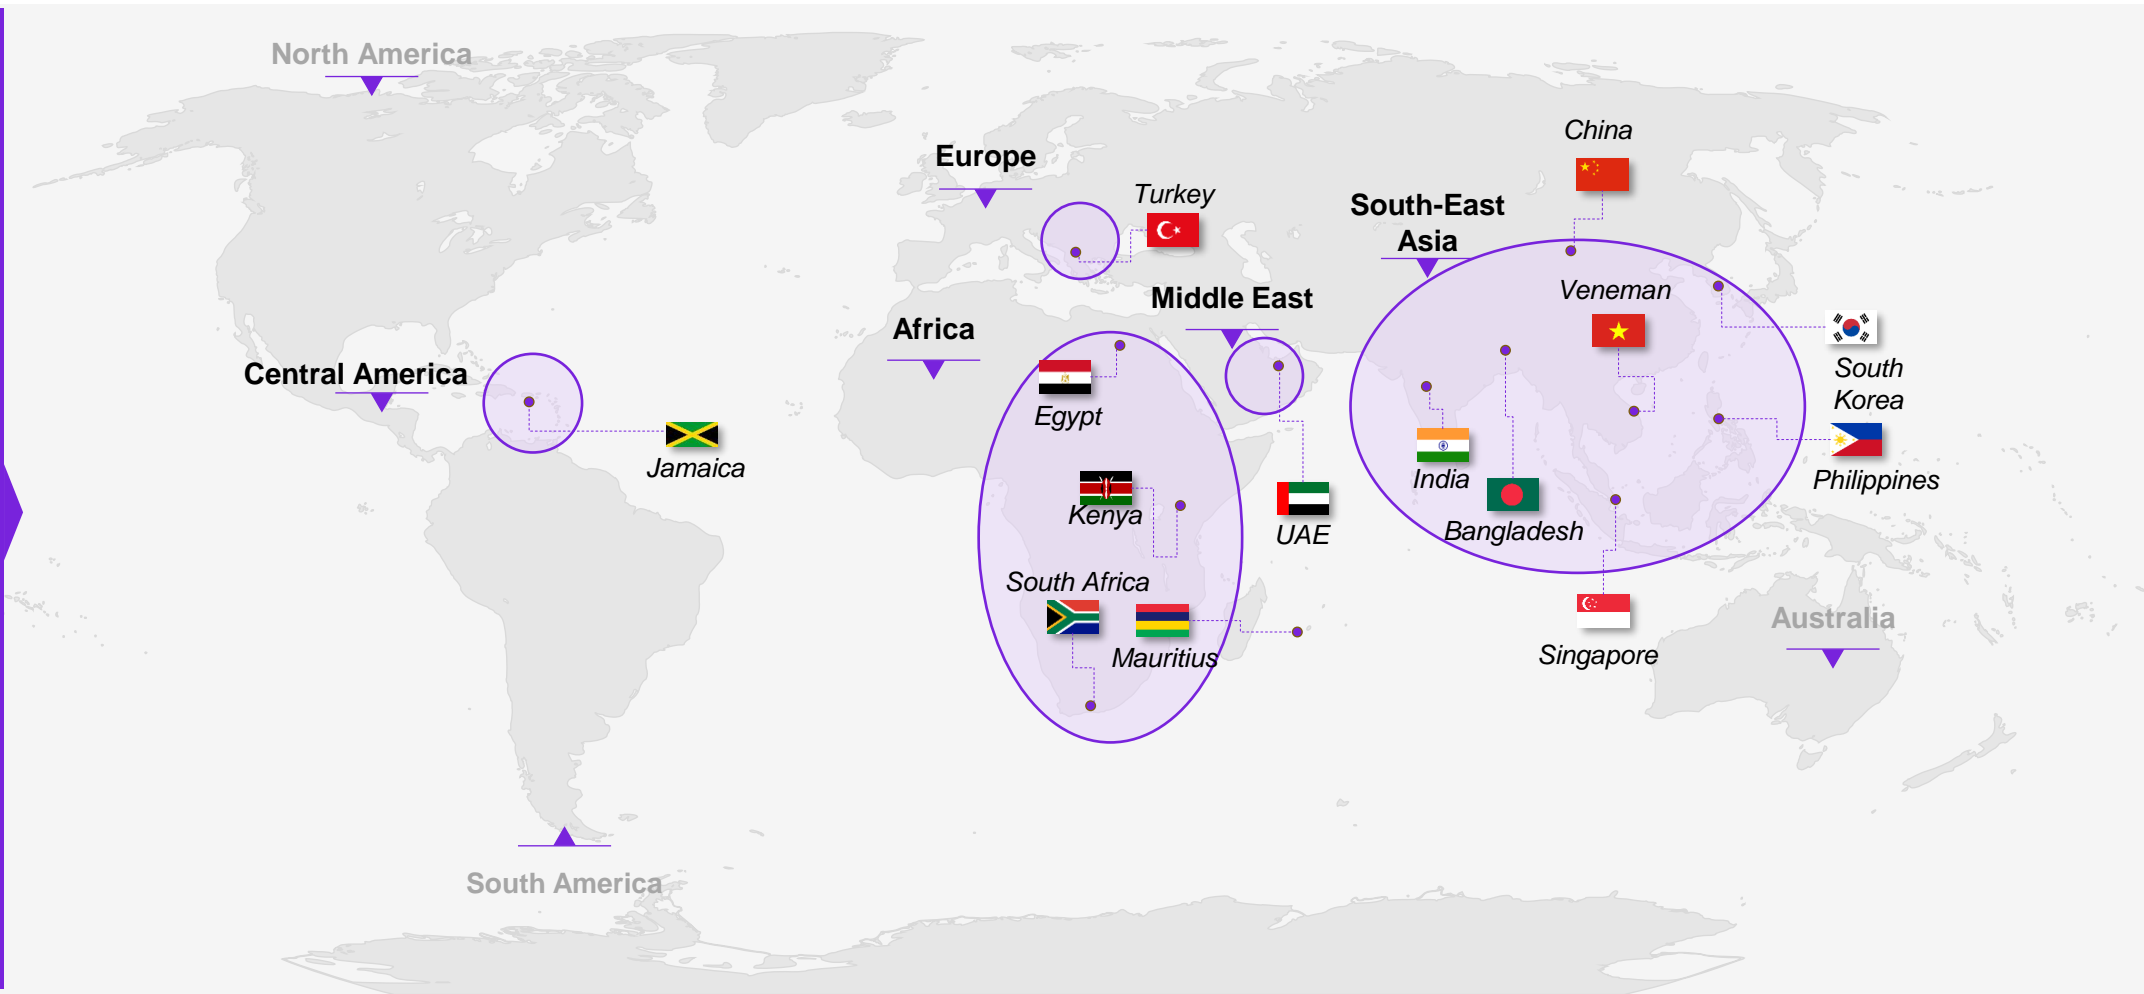 North America
China
Europe
Turkey
South-East
Asia
Veneman
Middle East
Africa
South
Korea
Central America
Egypt
Jamaica
India
Philippines
Kenya
UAE
Bangladesh
South Africa
Australia
Mauritius
Singapore
South America